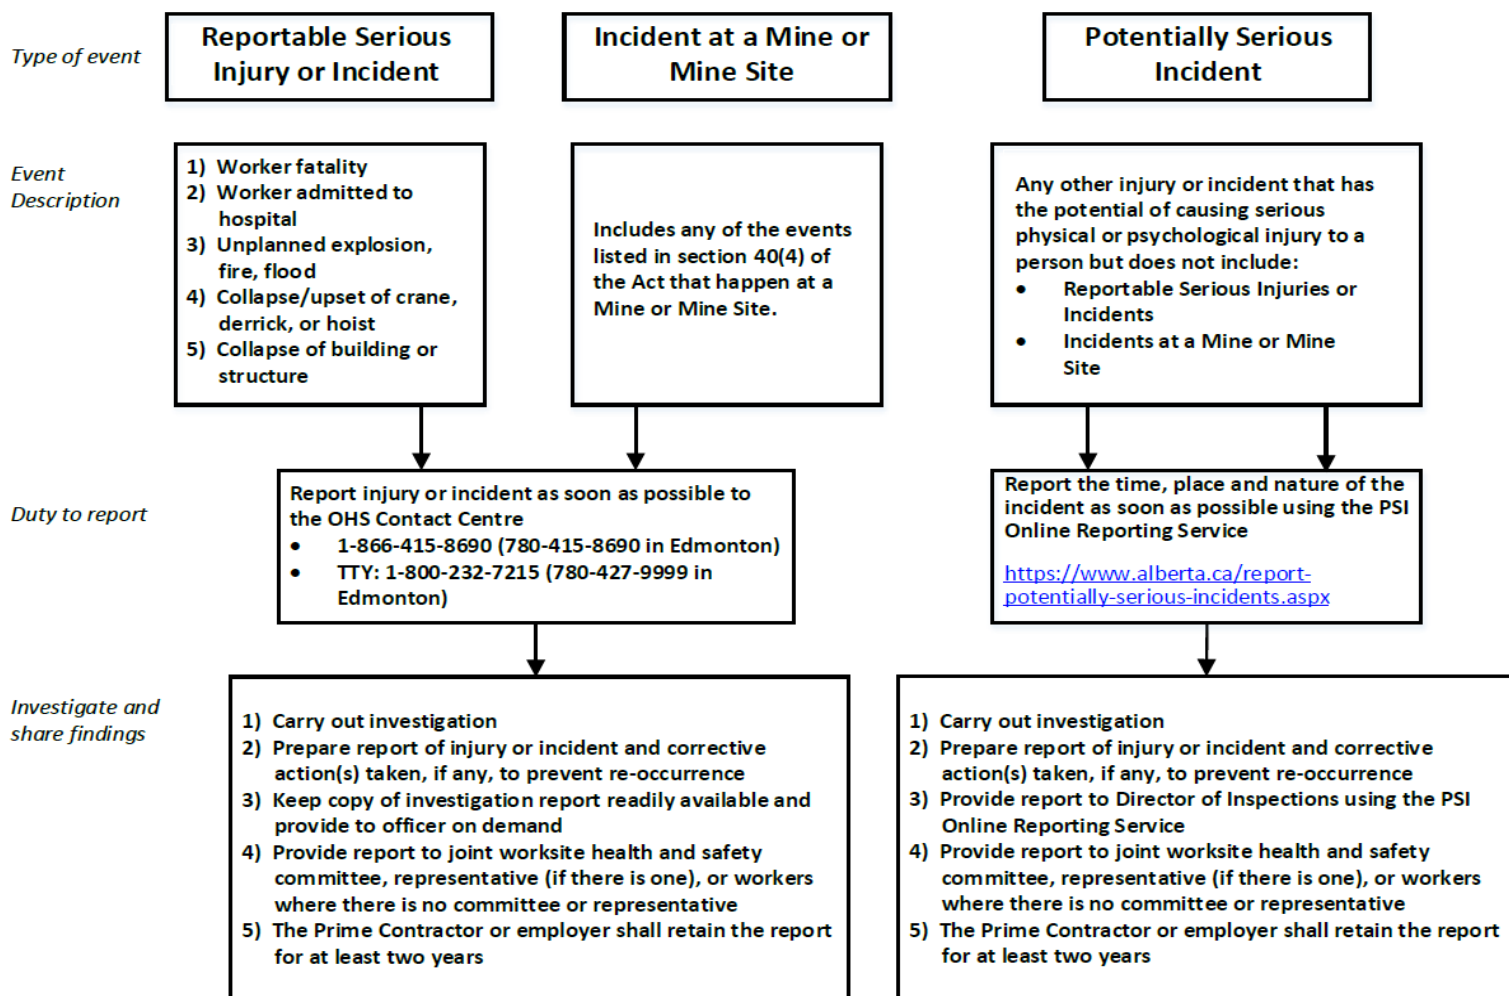 Type of event
Reportable Serious
Injury or Incident
Incident at a Mine or
Mine Site
Potentially Serious
Incident
Event
Description
1) Worker fatality
2) Worker admitted to
hospital
3) Unplanned explosion,
fire, flood
4) Collapse/upset of crane,
derrick, or hoist
5) Collapse of building or
structure
Includes any of the events
listed in section 40(4) of
the Act that happen at a
Mine or Mine Site.
Any other injury or incident that has
the potential of causing serious
physical or psychological injury to a
person but does not include:
• Reportable Serious Injuries or
Incidents
• Incidents at a Mine or Mine
Site
Duty to report
Report injury or incident as soon as possible to
the OHS Contact Centre
• 1-866-415-8690 (780-415-8690 in Edmonton)
• TTY: 1-800-232-7215 (780-427-9999 in
Edmonton)
Report the time, place and nature of the
incident as soon as possible using the PSI
Online Reporting Service
https://www.alberta.ca/report-
potentially-serious-incidents.aspx
Investigate and
share findings
1) Carry out investigation
2) Prepare report of injury or incident and corrective
action(s) taken, if any, to prevent re-occurrence
3) Keep copy of investigation report readily available and
provide to officer on demand
4) Provide report to joint worksite health and safety
committee, representative (if there is one), or workers
where there is no committee or representative
5) The Prime Contractor or employer shall retain the report
for at least two years
1) Carry out investigation
2) Prepare report of injury or incident and corrective
action(s) taken, if any, to prevent re-occurrence
3) Provide report to Director of Inspections using the PSI
Online Reporting Service
4) Provide report to joint worksite health and safety
committee, representative (if there is one), or workers
where there is no committee or representative
5) The Prime Contractor or employer shall retain the report
for at least two years